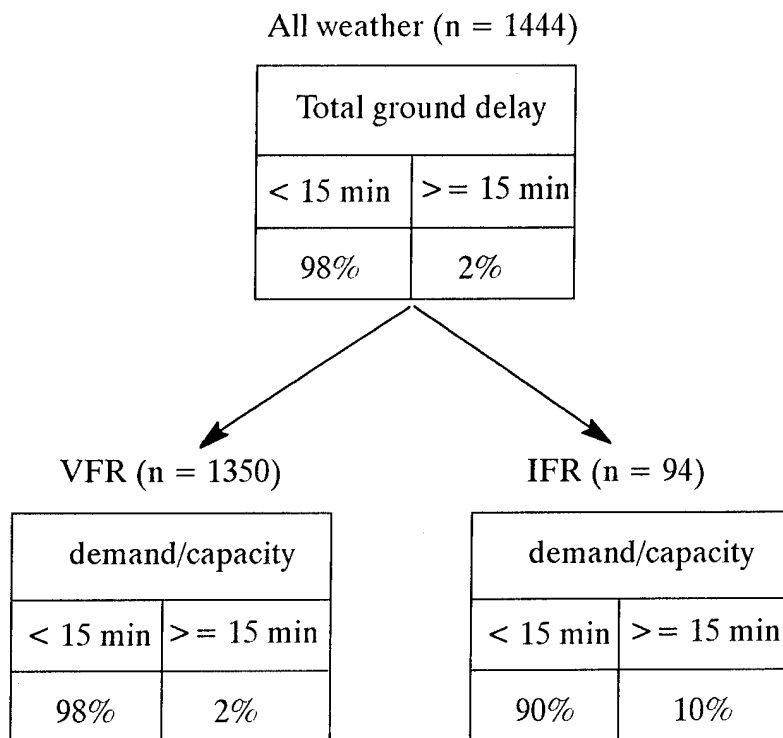 All weather (n = 1444)
Total ground delay
< 15 min >= 15 min
98% 2%
VFR (n = 1350)
demand/capacity
< 15 min >= 15 min
98% 2%
IFR (n = 94)
demand/capacity
< 15 min >= 15 min
90% 10%